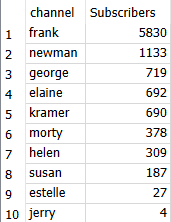 channel Subscribers
1 frank 5830
2 newman 1133
3 george 719
4 elaine 692
5 kramer 690
6 morty 378
7 helen 309
8 susan 187
9 estelle 27
10 jerry 4